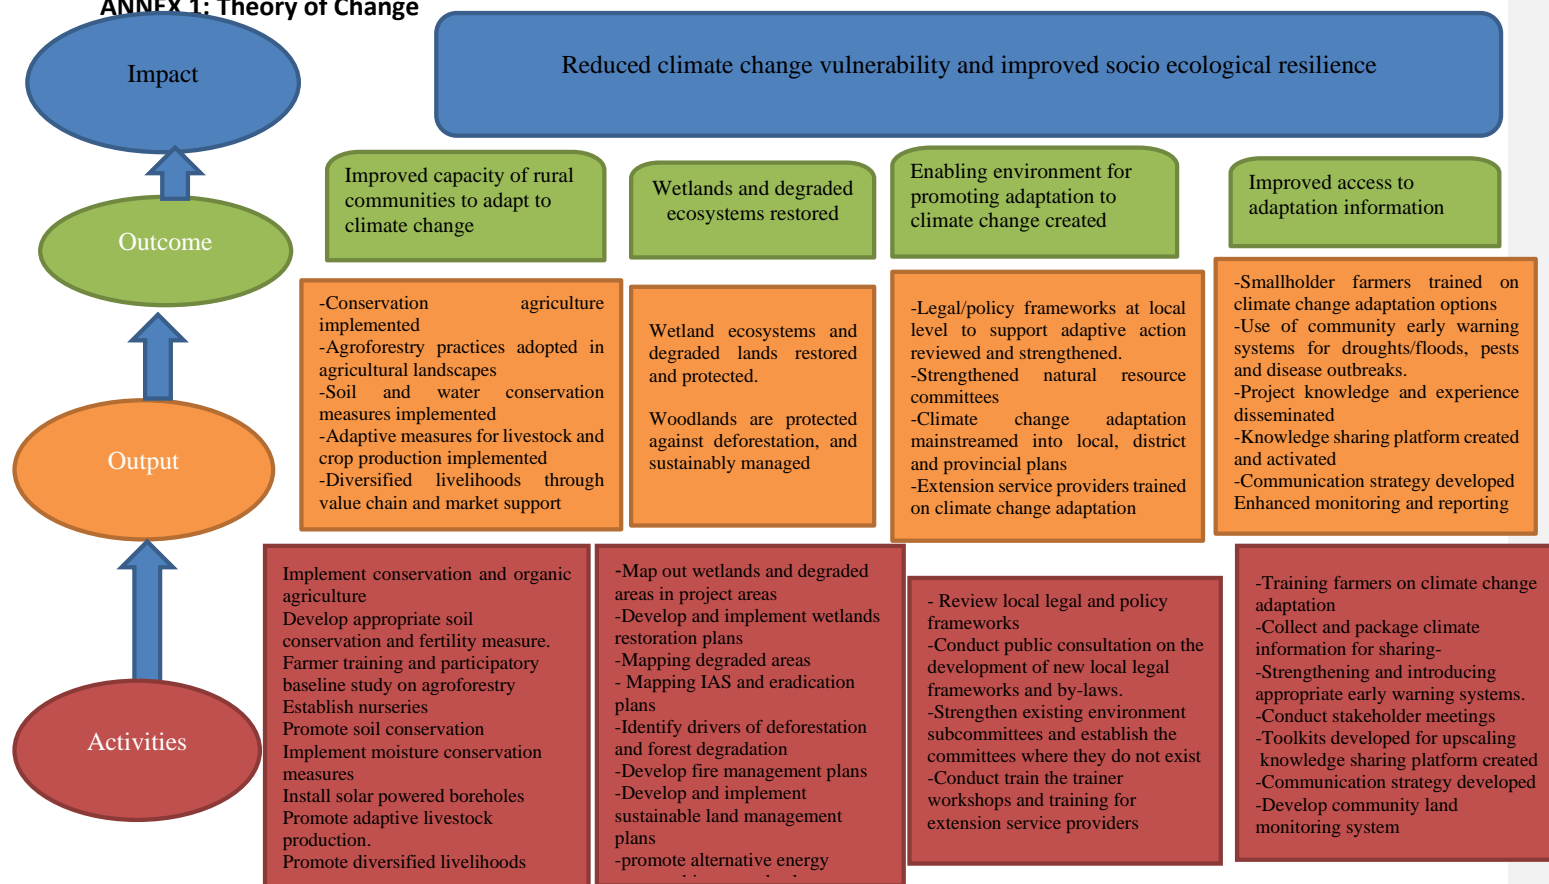 ANNEX 1: Theory of Change
Impact
Reduced climate change vulnerability and improved socio ecological resilience
Outcome
Improved capacity of rural
communities to adapt to
climate change
Wetlands and degraded
ecosystems restored
Enabling environment for
promoting adaptation to
climate change created
Improved access to
adaptation information
Output
-Conservation agriculture
implemented
-Agroforestry practices adopted in
agricultural landscapes
-Soil and water conservation
measures implemented
-Adaptive measures for livestock and
crop production implemented
-Diversified livelihoods through
value chain and market support
Wetland ecosystems and
degraded lands restored
and protected.
Woodlands are protected
against deforestation, and
sustainably managed
-Legal/policy frameworks at local
level to support adaptive action
reviewed and strengthened.
-Strengthened natural resource
committees
-Climate change adaptation
mainstreamed into local, district
and provincial plans
-Extension service providers trained
on climate change adaptation
-Smallholder farmers trained on
climate change adaptation options
-Use of community early warning
systems for droughts/floods, pests
and disease outbreaks.
-Project knowledge and experience
disseminated
-Knowledge sharing platform created
and activated
-Communication strategy developed
Enhanced monitoring and reporting
Activities
Implement conservation and organic
agriculture
Develop appropriate soil
conservation and fertility measure.
Farmer training and participatory
baseline study on agroforestry
Establish nurseries
Promote soil conservation
Implement moisture conservation
measures
Install solar powered boreholes
Promote adaptive livestock
production.
Promote diversified livelihoods
-Map out wetlands and degraded
areas in project areas
-Develop and implement wetlands
restoration plans
-Mapping degraded areas
- Mapping IAS and eradication
plans
-Identify drivers of deforestation
and forest degradation
-Develop fire management plans
-Develop and implement
sustainable land management
plans
-promote alternative energy
- Review local legal and policy
frameworks
-Conduct public consultation on the
development of new local legal
frameworks and by-laws.
-Strengthen existing environment
subcommittees and establish the
committees where they do not exist
-Conduct train the trainer
workshops and training for
extension service providers
-Training farmers on climate change
adaptation
-Collect and package climate
information for sharing-
-Strengthening and introducing
appropriate early warning systems.
-Conduct stakeholder meetings
-Toolkits developed for upscaling
knowledge sharing platform created
-Communication strategy developed
-Develop community land
monitoring system